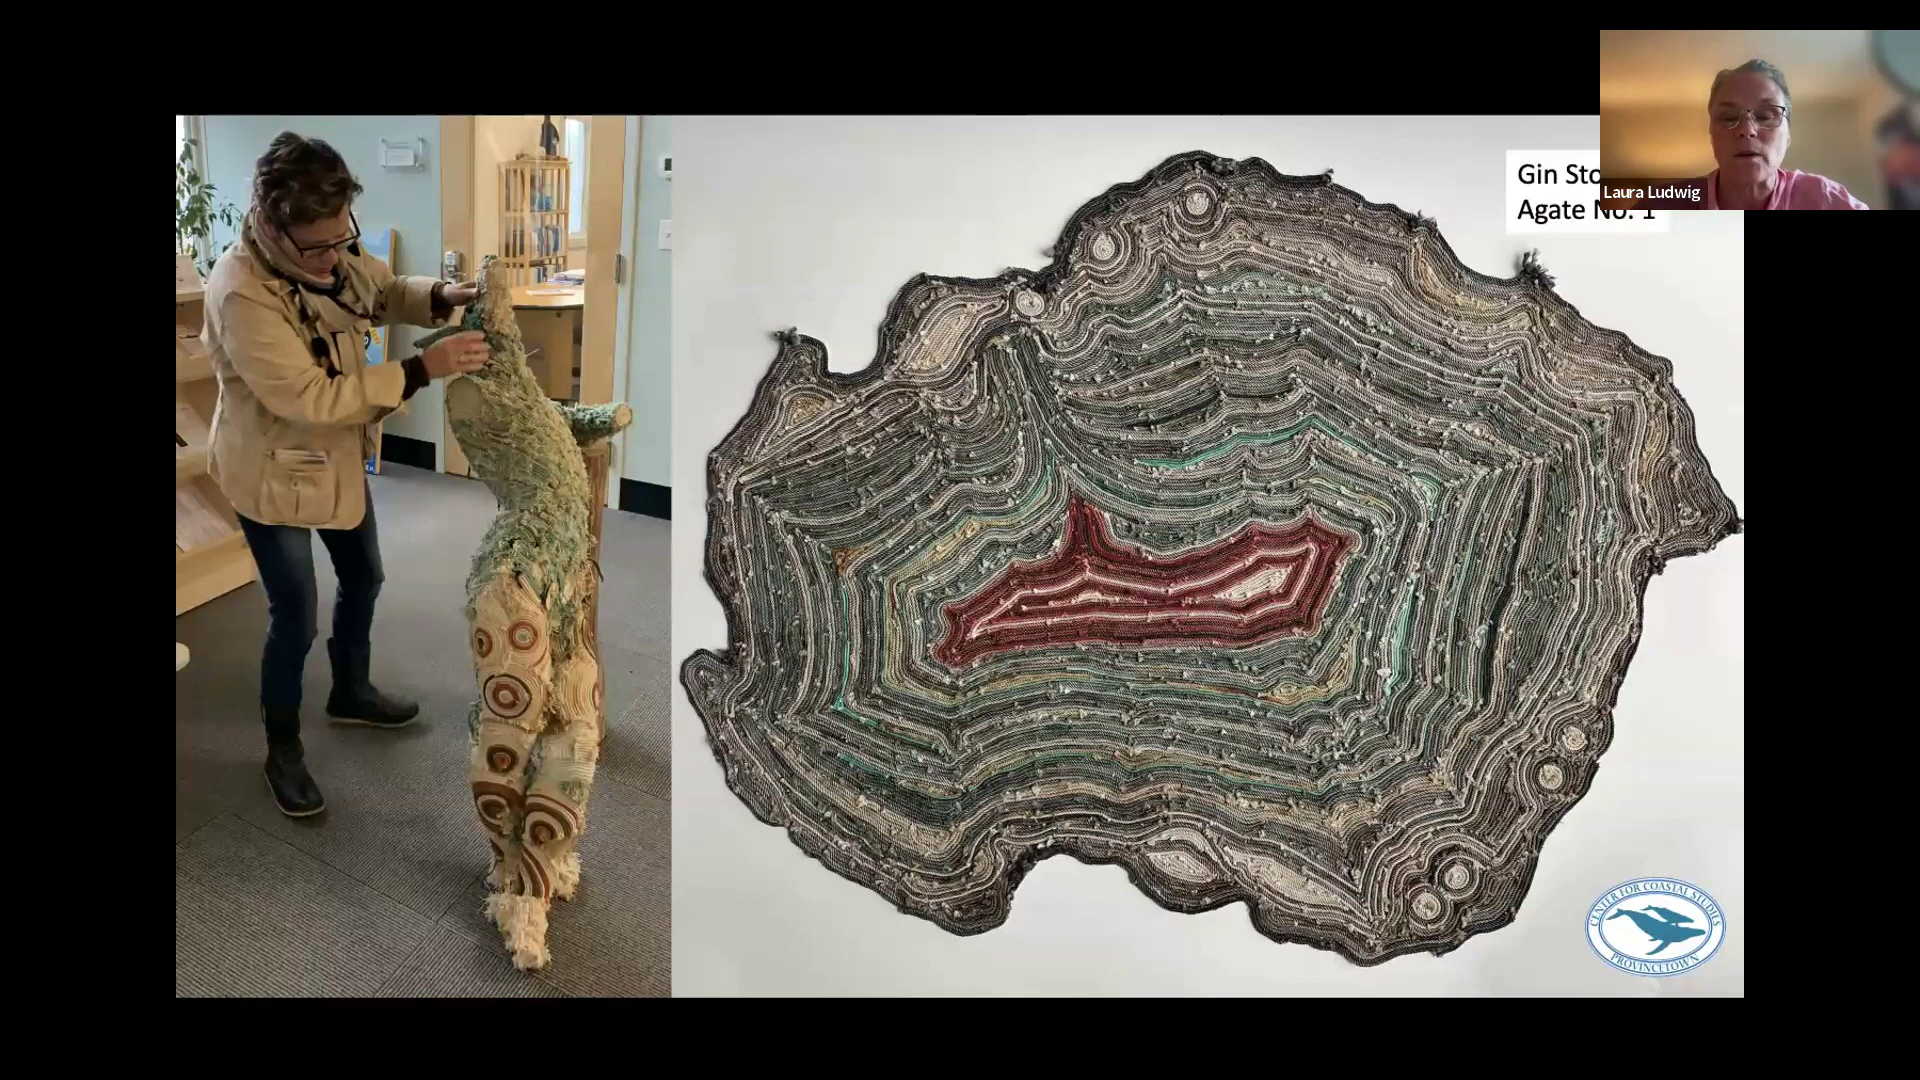 Gin Sto
Agate No. 1
Laura Ludwig
CENTER FOR COASTAL STUDIES
PROVINCETOWN